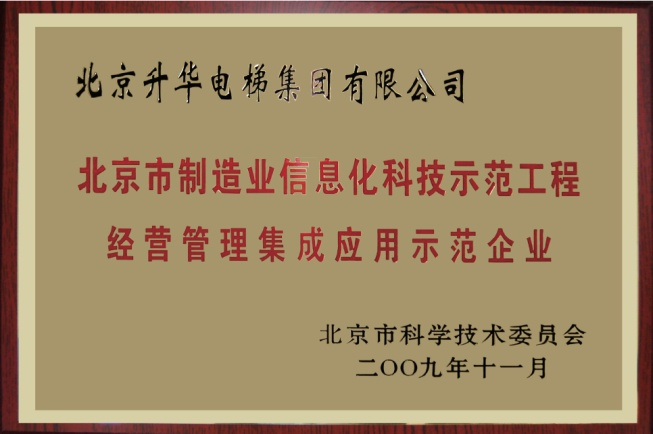 北京升华电梯集团有限公司
北京市制造业信息化科技示范工程
经营管理集成应用示范企业
北京市科学技术委员会
二〇〇九年十一月